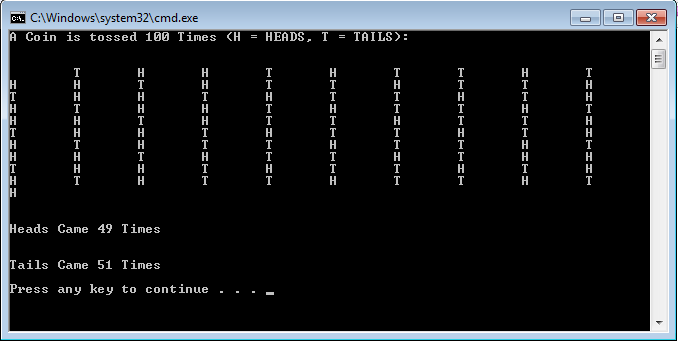 C:\Windows\system32\cmd.exe
A Coin is tossed 100 Times (H = HEADS, T = TAILS):
T H H T H T T H T
H H T H T T H H T H
T H H T H H T T H H
H T H T H T H T H T
H H H T H H T T H T
T H T H H T H H T H
H T H T H T T H H T
H H T H T H H T T H
T H H T H T T H H T
H T H T T H T T H T
H
Heads Came 49 Times
Tails Came 51 Times
Press any key to continue . . . _